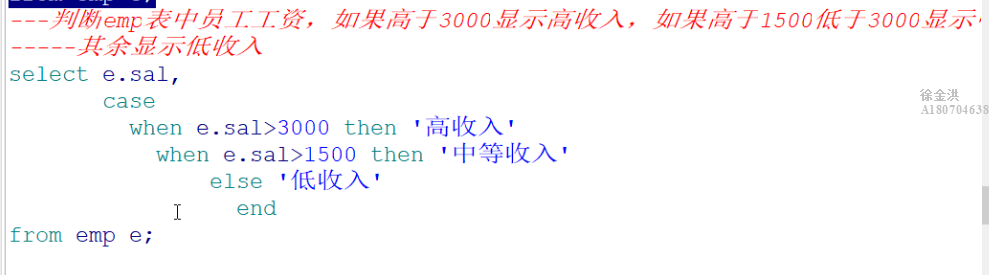 ---判断emp表中员工工资，如果高于3000显示高收入，如果高于1500低于3000显示
-----其余显示低收入
select e.sal,
case
when e.sal>3000 then '高收入'
when e.sal>1500 then '中等收入'
else '低收入'
end
from emp e;
徐金洪
A180704638